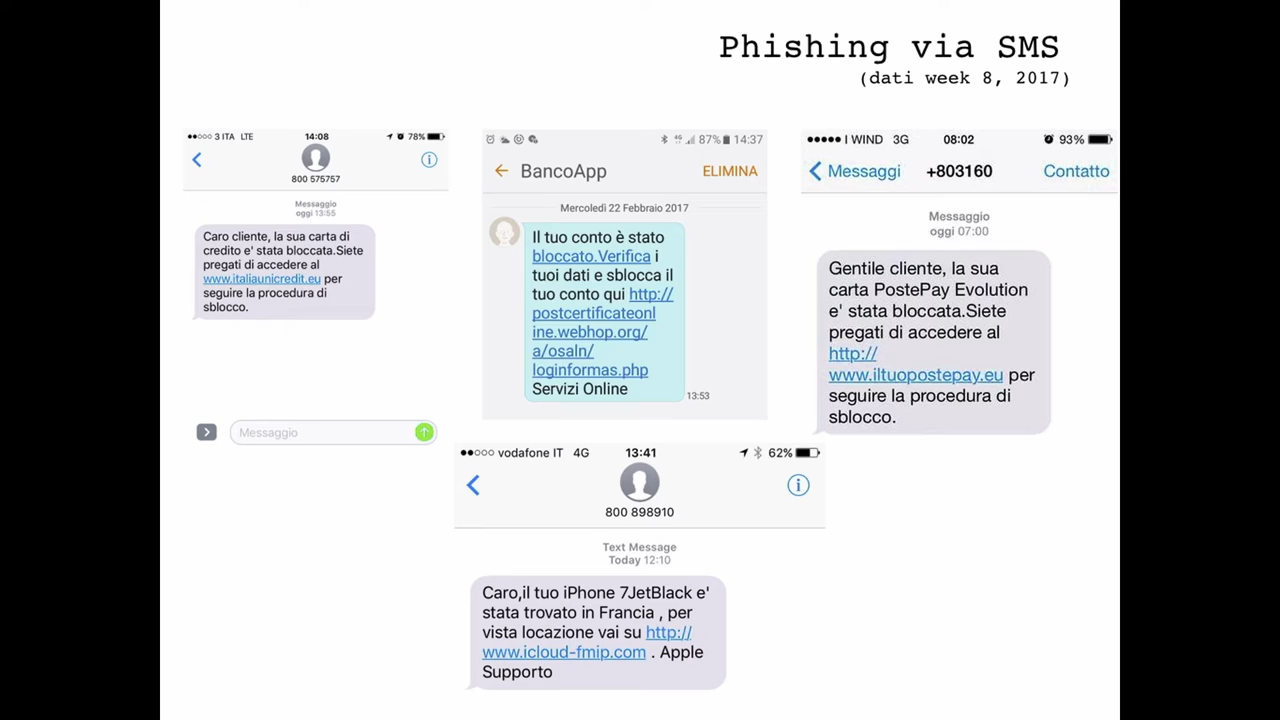 Phishing via SMS
(dati week 8, 2017)
3 ITA LTE 14:08 78%
800 575757
Messaggio
oggi 13:55
Caro cliente, la sua carta di
credito e' stata bloccata.Siete
pregati di accedere al
www.italiaunicredit.eu per
seguire la procedura di
sblocco.
Messaggio
87% 14:37
BancoApp ELIMINA
Mercoledì 22 Febbraio 2017
Il tuo conto è stato
bloccato.Verifica i
tuoi dati e sblocca il
tuo conto qui http://
postcertificateonl
ine.webhop.org/
a/osaln/
loginformas.php
Servizi Online
13:53
I WIND 3G 08:02 93%
Messaggi +803160 Contatto
Messaggio
oggi 07:00
Gentile cliente, la sua
carta PostePay Evolution
e' stata bloccata.Siete
pregati di accedere al
http://
www.iltuopostepay.eu per
seguire la procedura di
sblocco.
vodafone IT 4G 13:41 62%
800 898910
Text Message
Today 12:10
Caro,il tuo iPhone 7JetBlack e'
stata trovato in Francia , per
vista locazione vai su http://
www.icloud-fmip.com . Apple
Supporto